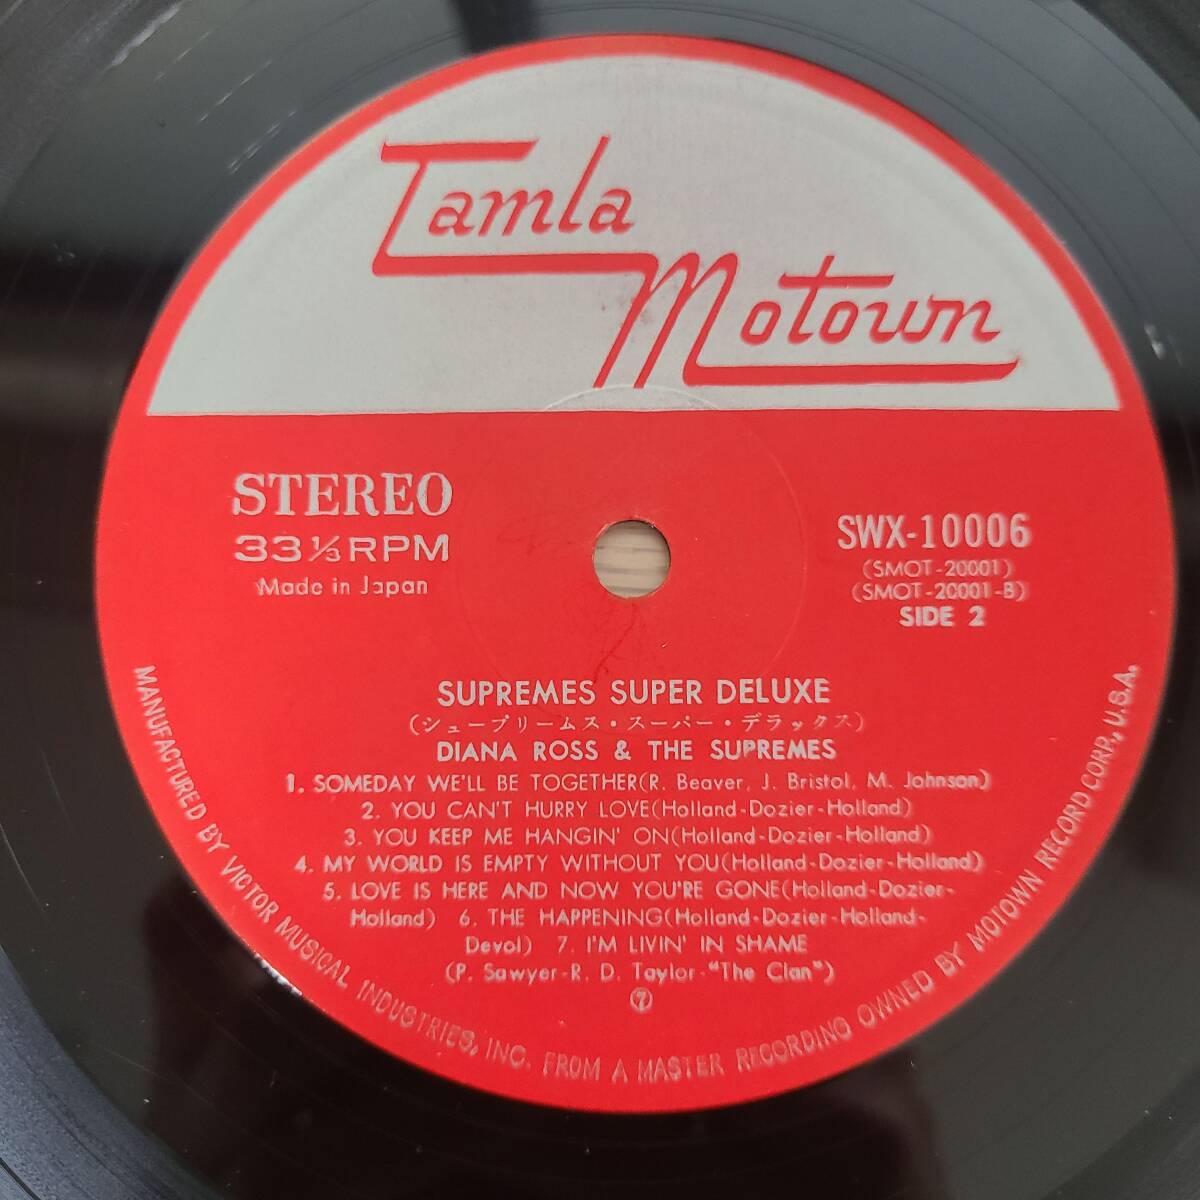 Tamla
Motown
STEREO
33⅓RPM
Made in Japan
SWX-10006
(SMOT-20001)
(SMOT-20001-B)
SIDE 2
SUPREMES SUPER DELUXE
(シュープリームス・スーパー・デラックス)
DIANA ROSS & THE SUPREMES
1. SOMEDAY WE'LL BE TOGETHER(R. Beaver, J. Bristol, M. Johnson)
2. YOU CAN'T HURRY LOVE(Holland-Dozier-Holland)
3. YOU KEEP ME HANGIN' ON(Holland-Dozier-Holland)
4. MY WORLD IS EMPTY WITHOUT YOU(Holland-Dozier-Holland)
5. LOVE IS HERE AND NOW YOU'RE GONE(Holland-Dozier-
Holland) 6. THE HAPPENING(Holland-Dozier-Holland-
Devol) 7. I'M LIVIN' IN SHAME
(P. Sawyer-R. D. Taylor-"The Clan")
⑦
MANUFACTURED BY VICTOR MUSICAL INDUSTRIES, INC. FROM A MASTER RECORDING OWNED BY MOTOWN RECORD CORP., U.S.A.